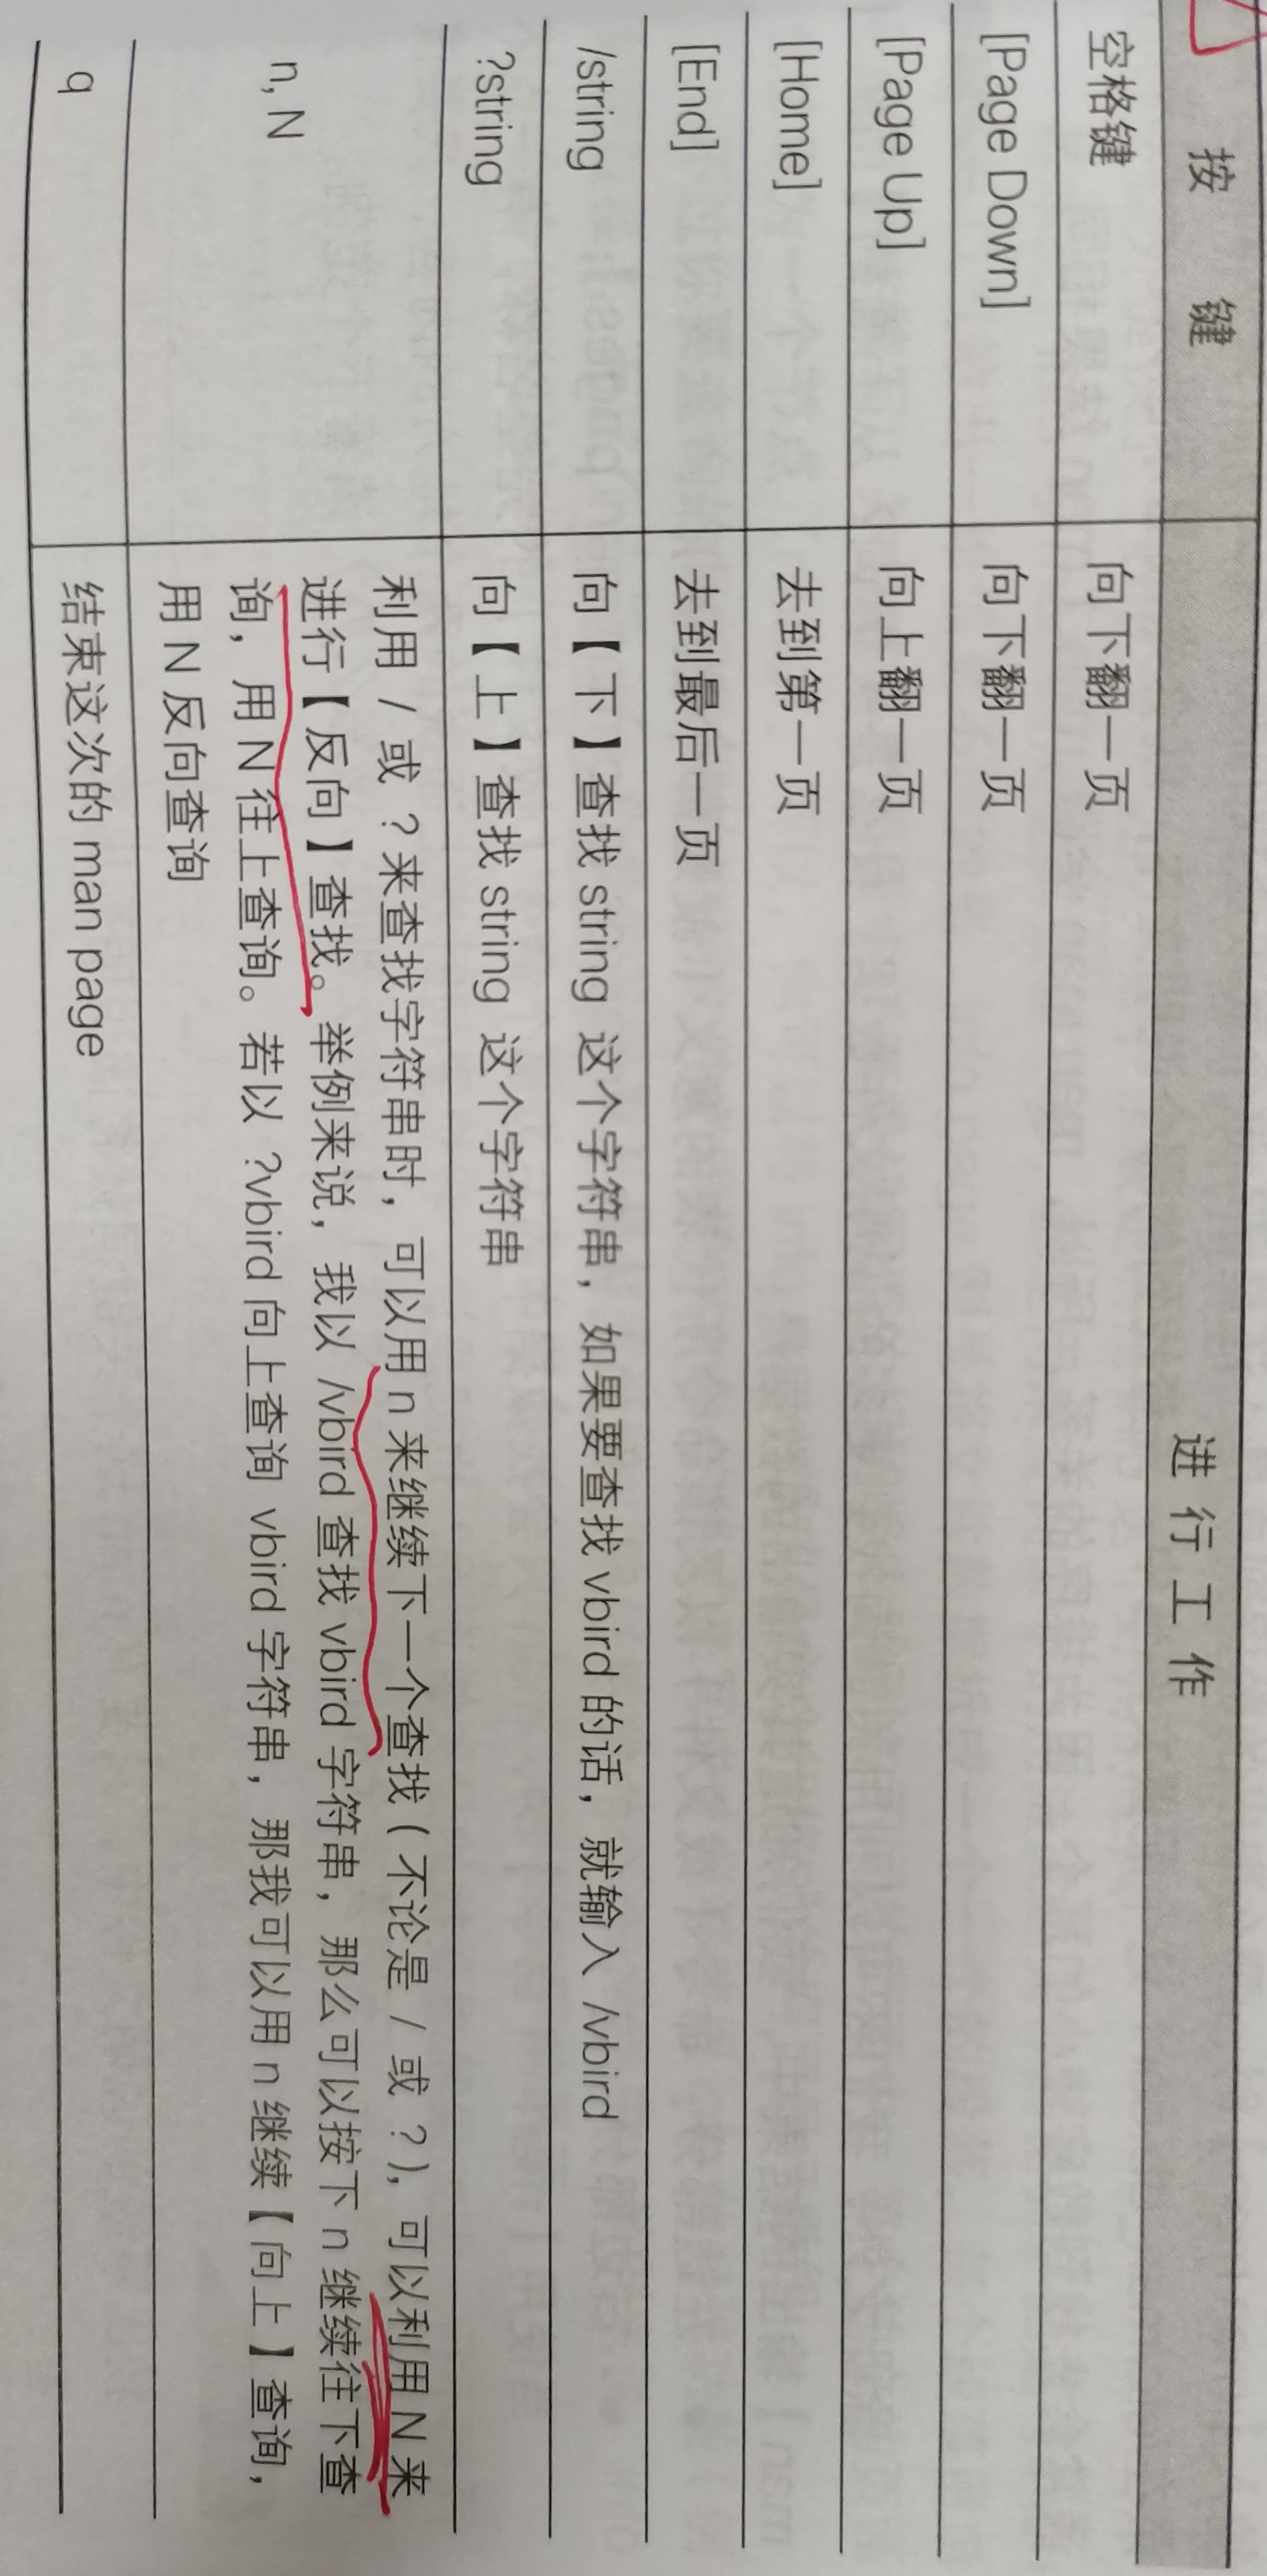 按 键 进 行 工 作
空格键 向下翻一页
[Page Down] 向下翻一页
[Page Up] 向上翻一页
[Home] 去到第一页
[End] 去到最后一页
/string 向【下】查找 string 这个字符串，如果要查找 vbird 的话，就输入 /vbird
?string 向【上】查找 string 这个字符串
n, N
利用 / 或 ? 来查找字符串时，可以用 n 来继续下一个查找 ( 不论是 / 或 ? )，可以利用 N 来
进行【反向】查找。举例来说，我以 /vbird 查找 vbird 字符串，那么可以按下 n 继续往下查
询，用 N 往上查询。若以 ?vbird 向上查询 vbird 字符串，那我可以用 n 继续【向上】查询，
用 N 反向查询
q 结束这次的 man page